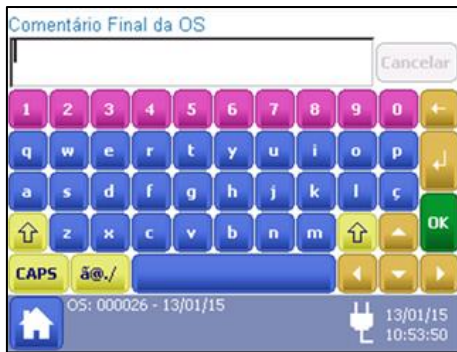 Comentário Final da OS
Cancelar
1 2 3 4 5 6 7 8 9 0
q w e r t y u i o p
a s d f g h j k l ç
z x c v b n m
OK
CAPS ã@./
OS: 000026 - 13/01/15
13/01/15
10:53:50